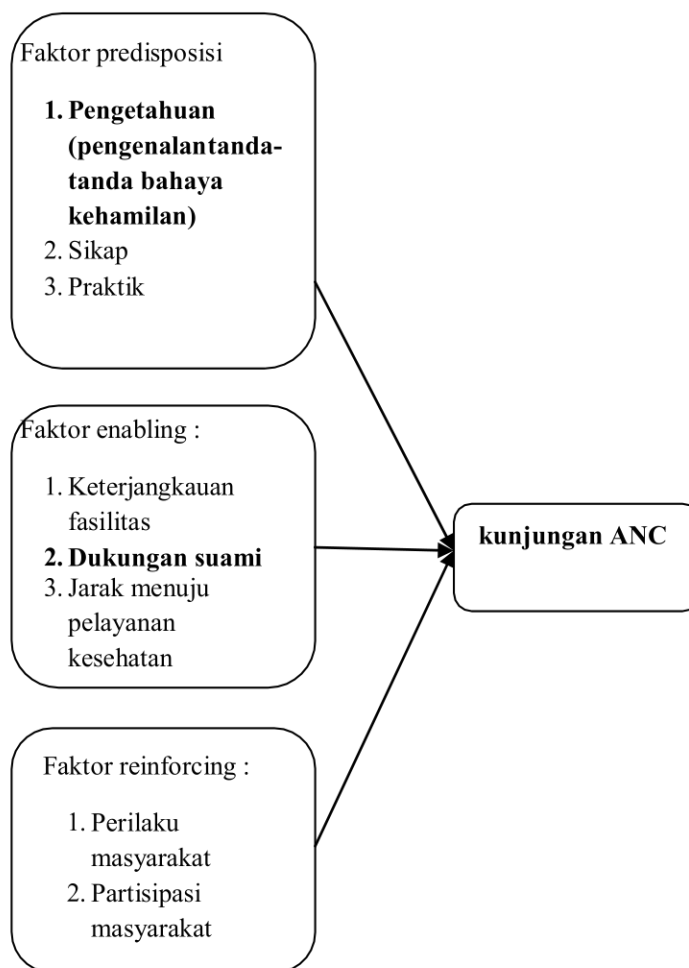 Faktor predisposisi
1. Pengetahuan
(pengenalantanda-
tanda bahaya
kehamilan)
2. Sikap
3. Praktik
Faktor enabling :
1. Keterjangkauan
fasilitas
2. Dukungan suami
3. Jarak menuju
pelayanan
kesehatan
kunjungan ANC
Faktor reinforcing :
1. Perilaku
masyarakat
2. Partisipasi
masyarakat